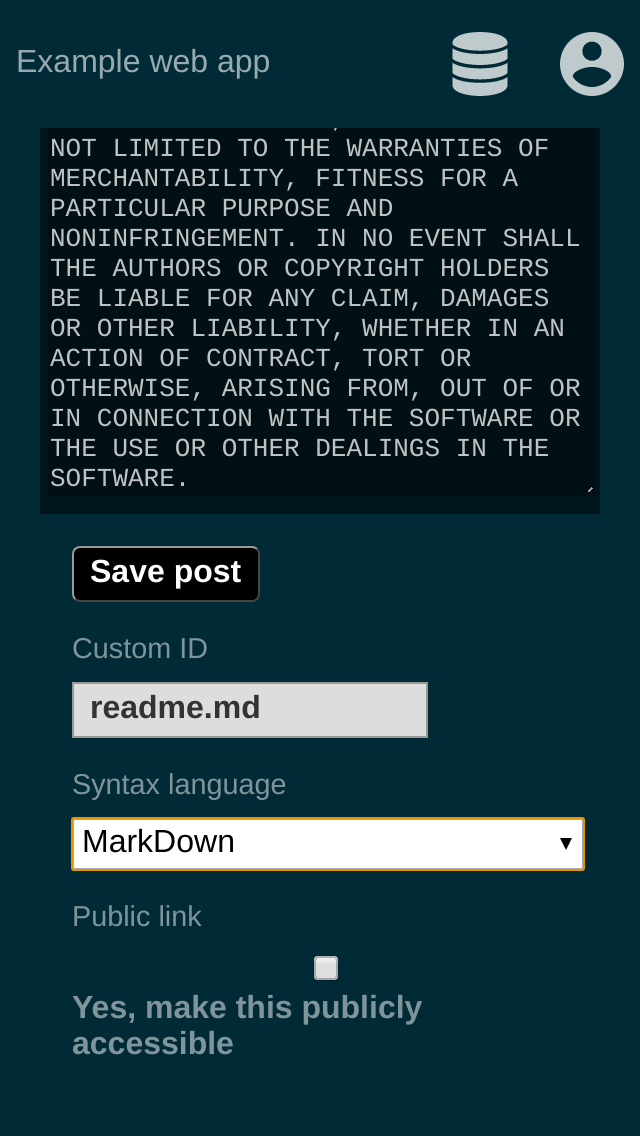 Example web app
NOT LIMITED TO THE WARRANTIES OF
MERCHANTABILITY, FITNESS FOR A
PARTICULAR PURPOSE AND
NONINFRINGEMENT. IN NO EVENT SHALL
THE AUTHORS OR COPYRIGHT HOLDERS
BE LIABLE FOR ANY CLAIM, DAMAGES
OR OTHER LIABILITY, WHETHER IN AN
ACTION OF CONTRACT, TORT OR
OTHERWISE, ARISING FROM, OUT OF OR
IN CONNECTION WITH THE SOFTWARE OR
THE USE OR OTHER DEALINGS IN THE
SOFTWARE.
Save post
Custom ID
readme.md
Syntax language
MarkDown
Public link
Yes, make this publicly
accessible